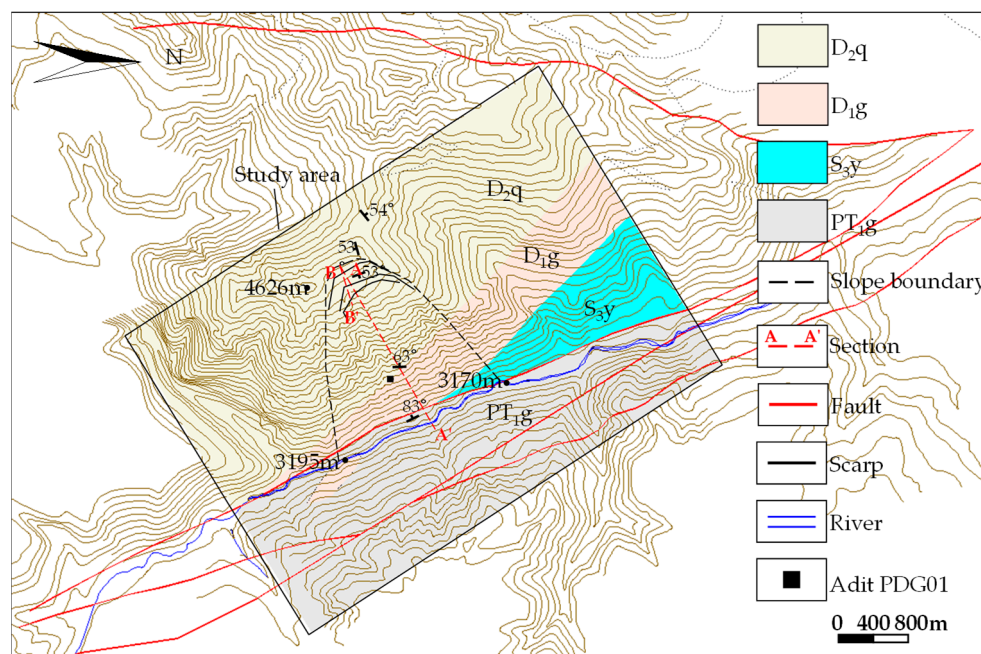 N
Study area
54°
D₂q
D₁g
S₃y
53°
53°
B' A
B
4626m
63°
83°
3170m
PT₁g
A'
3195m
D₂q
D₁g
S₃y
PT₁g
Slope boundary
A A'
Section
Fault
Scarp
River
Adit PDG01
0 400 800m